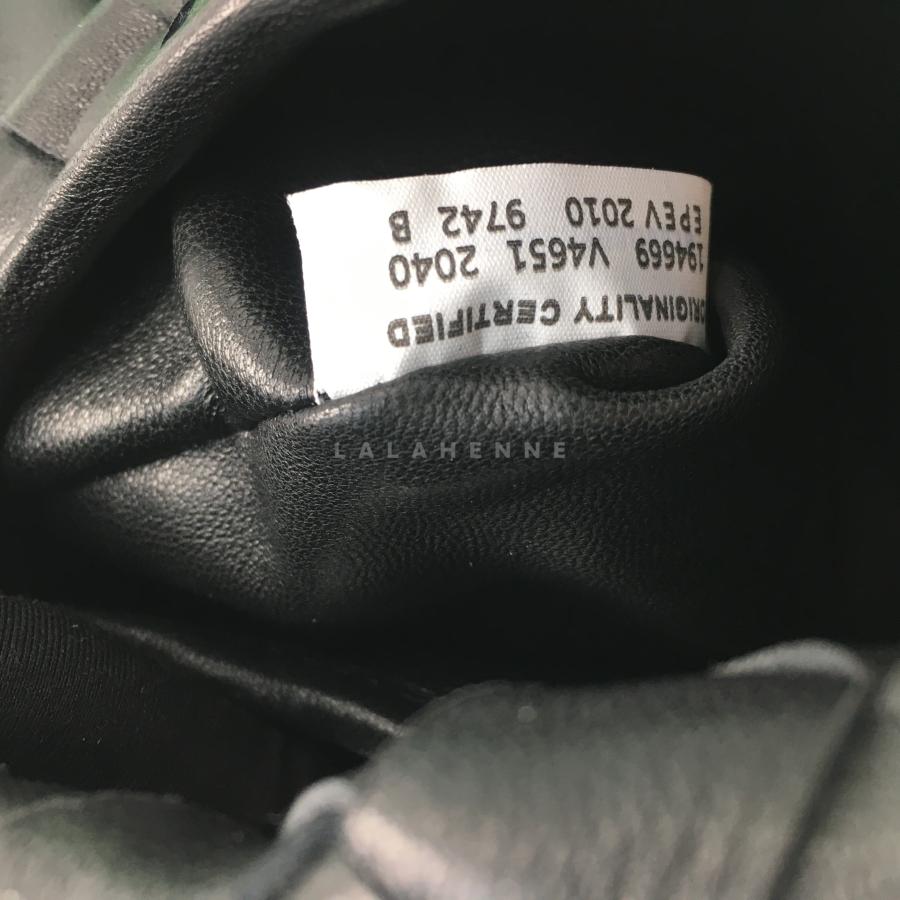 ORIGINALITY CERTIFIED
194669 V4651 2040
EPEV 2010 9742 B
LALAHENNE